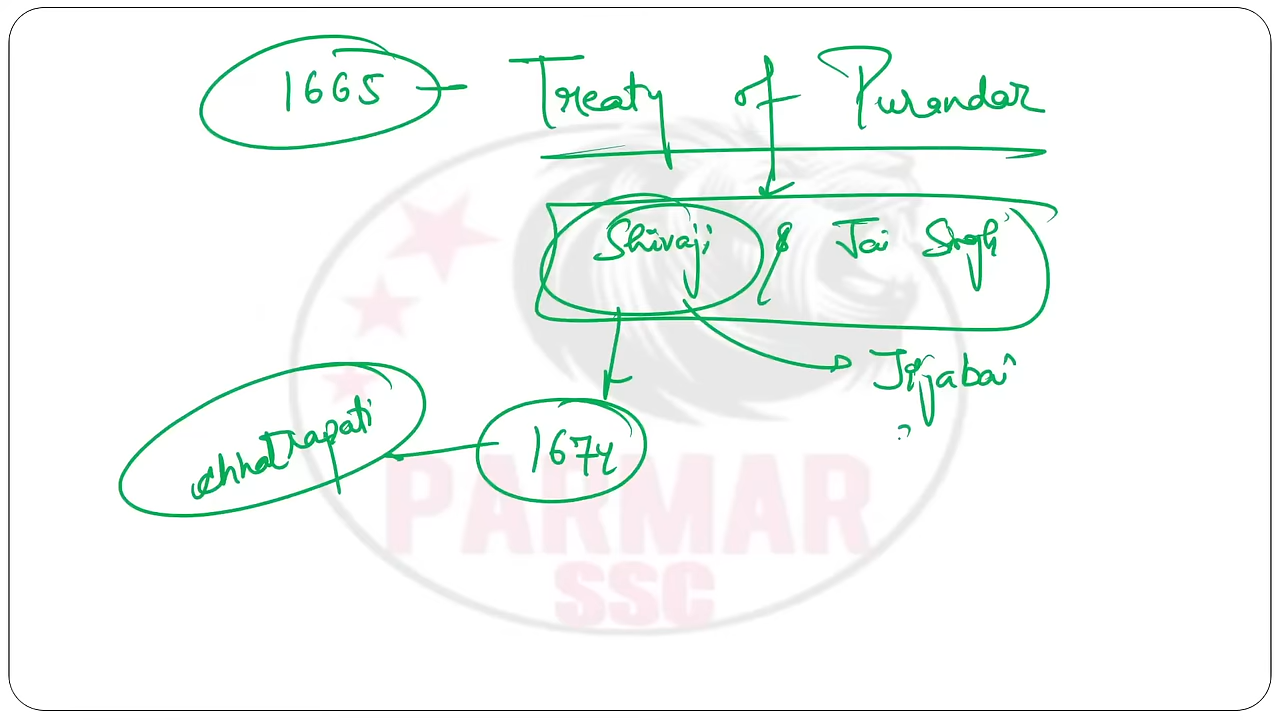 1665 - Treaty of Purandar
Shivaji & Jai Singh
Jijabai
Chhatrapati - 1674
PARMAR
SSC